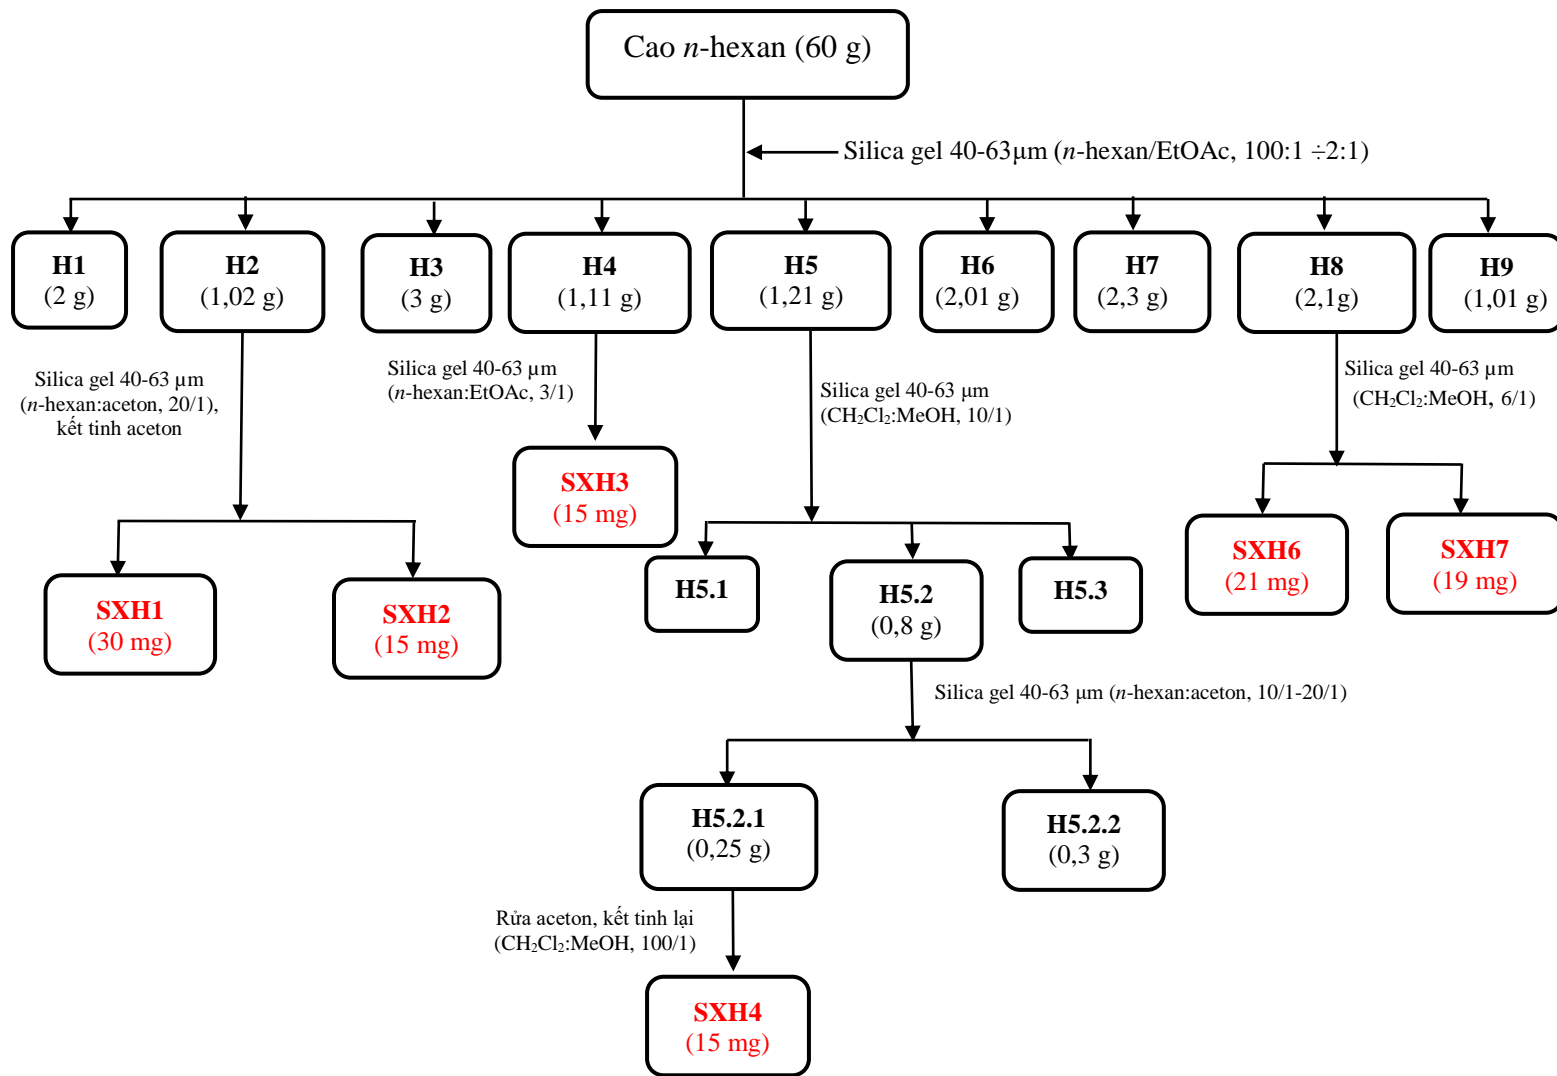 Cao n-hexan (60 g)
Silica gel 40-63µm (n-hexan/EtOAc, 100:1 ÷2:1)
H1
(2 g)
H2
(1,02 g)
H3
(3 g)
H4
(1,11 g)
H5
(1,21 g)
H6
(2,01 g)
H7
(2,3 g)
H8
(2,1g)
H9
(1,01 g)
Silica gel 40-63 µm
(n-hexan:aceton, 20/1),
kết tinh aceton
Silica gel 40-63 µm
(n-hexan:EtOAc, 3/1)
Silica gel 40-63 µm
(CH₂Cl₂:MeOH, 10/1)
Silica gel 40-63 µm
(CH₂Cl₂:MeOH, 6/1)
SXH1
(30 mg)
SXH2
(15 mg)
SXH3
(15 mg)
H5.1
H5.2
(0,8 g)
H5.3
SXH6
(21 mg)
SXH7
(19 mg)
Silica gel 40-63 µm (n-hexan:aceton, 10/1-20/1)
H5.2.1
(0,25 g)
H5.2.2
(0,3 g)
Rửa aceton, kết tinh lại
(CH₂Cl₂:MeOH, 100/1)
SXH4
(15 mg)